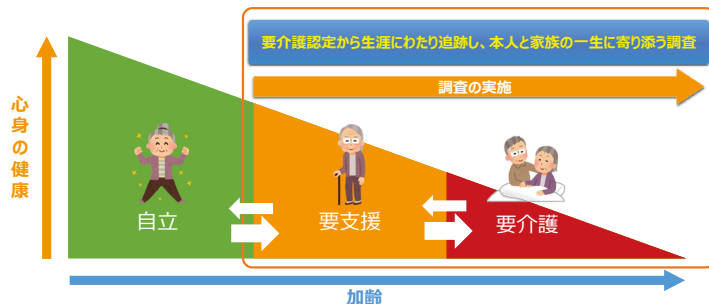 要介護認定から生涯にわたり追跡し、本人と家族の一生に寄り添う調査
調査の実施
心身の健康
自立
要支援
要介護
加齢